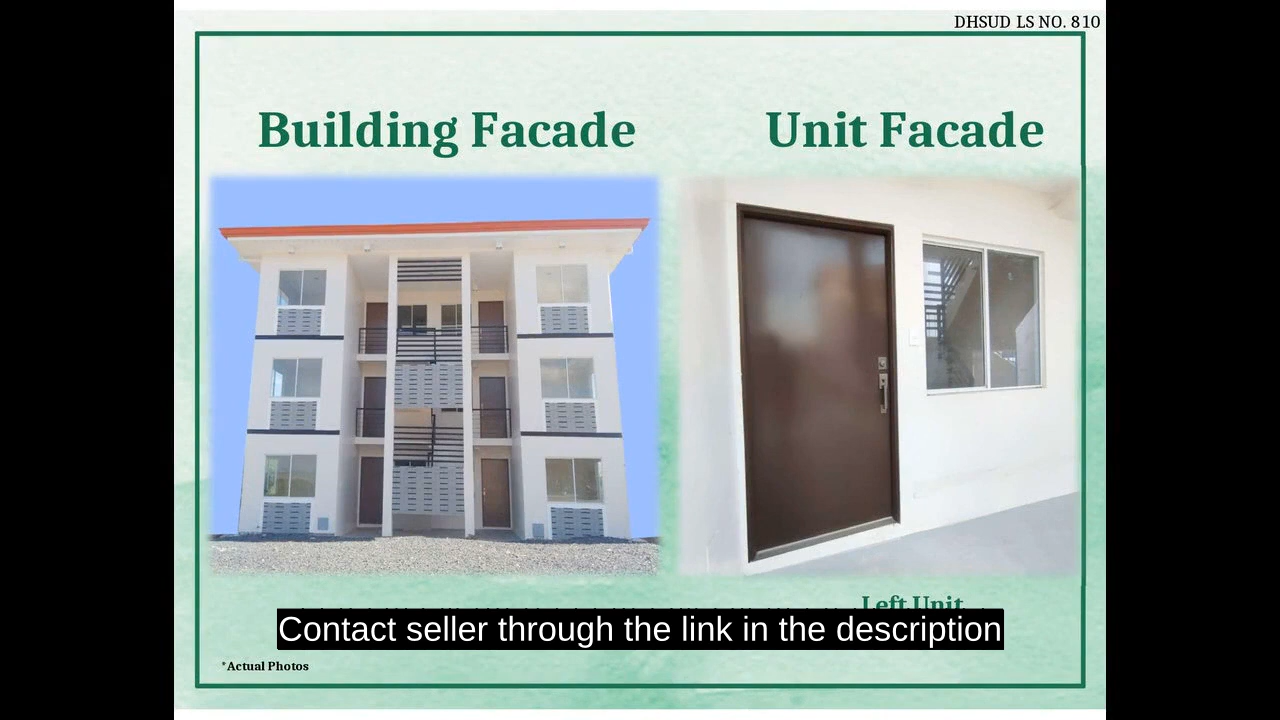 DHSUD LS NO. 810
Building Facade
Unit Facade
Left Unit
Contact seller through the link in the description
*Actual Photos